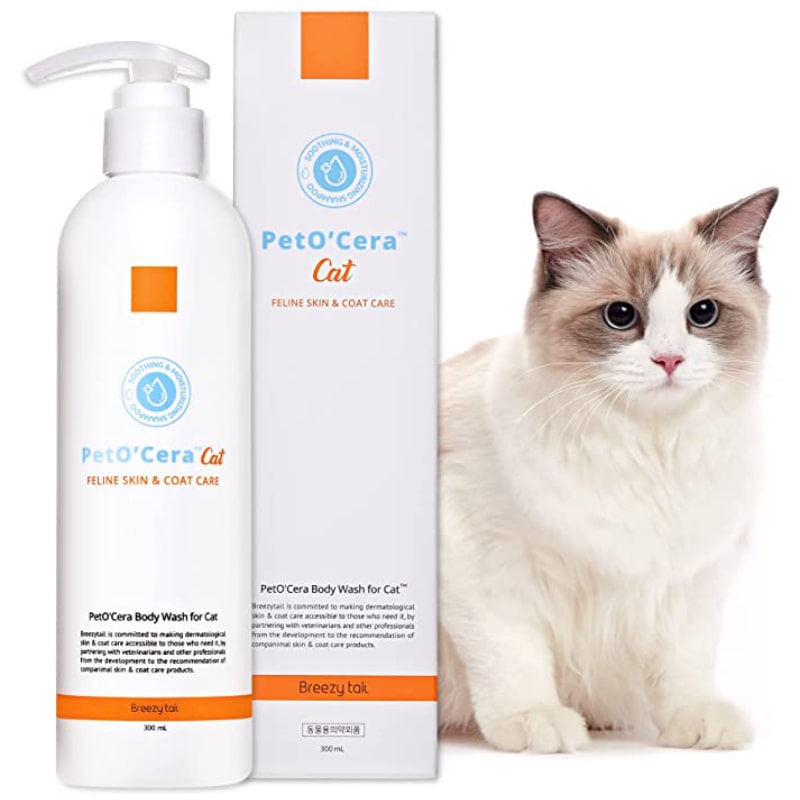 SOOTHING & MOISTURIZING SHAMPOO
PetO'Cera™ Cat
FELINE SKIN & COAT CARE
PetO'Cera Body Wash for Cat
Breezytail is committed to making dermatological
skin & coat care accessible to those who need it, by
partnering with veterinarians and other professionals
from the development to the recommendation of
companimal skin & coat care products.
Breezy tail
300 mL
SOOTHING & MOISTURIZING SHAMPOO
PetO'Cera™
Cat
FELINE SKIN & COAT CARE
PetO'Cera Body Wash for Cat™
Breezytail is committed to making dermatological
skin & coat care accessible to those who need it, by
partnering with veterinarians and other professionals
from the development to the recommendation of
companimal skin & coat care products.
Breezy tail
동물용의약외품
300 mL